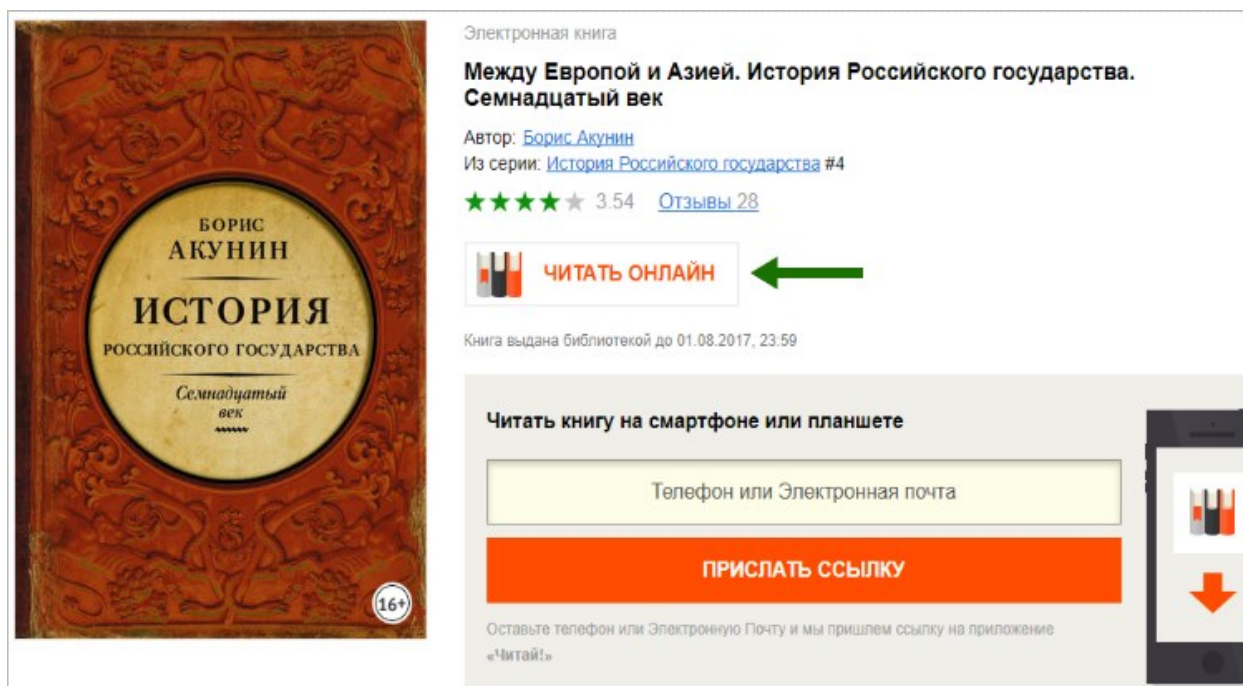 БОРИС
АКУНИН
ИСТОРИЯ
РОССИЙСКОГО ГОСУДАРСТВА
Семнадцатый
век
16+
Электронная книга
Между Европой и Азией. История Российского государства.
Семнадцатый век
Автор: Борис Акунин
Из серии: История Российского государства #4
3.54 Отзывы 28
ЧИТАТЬ ОНЛАЙН
Книга выдана библиотекой до 01.08.2017, 23:59
Читать книгу на смартфоне или планшете
Телефон или Электронная почта
ПРИСЛАТЬ ССЫЛКУ
Оставьте телефон или Электронную Почту и мы пришлем ссылку на приложение
«Читай!»